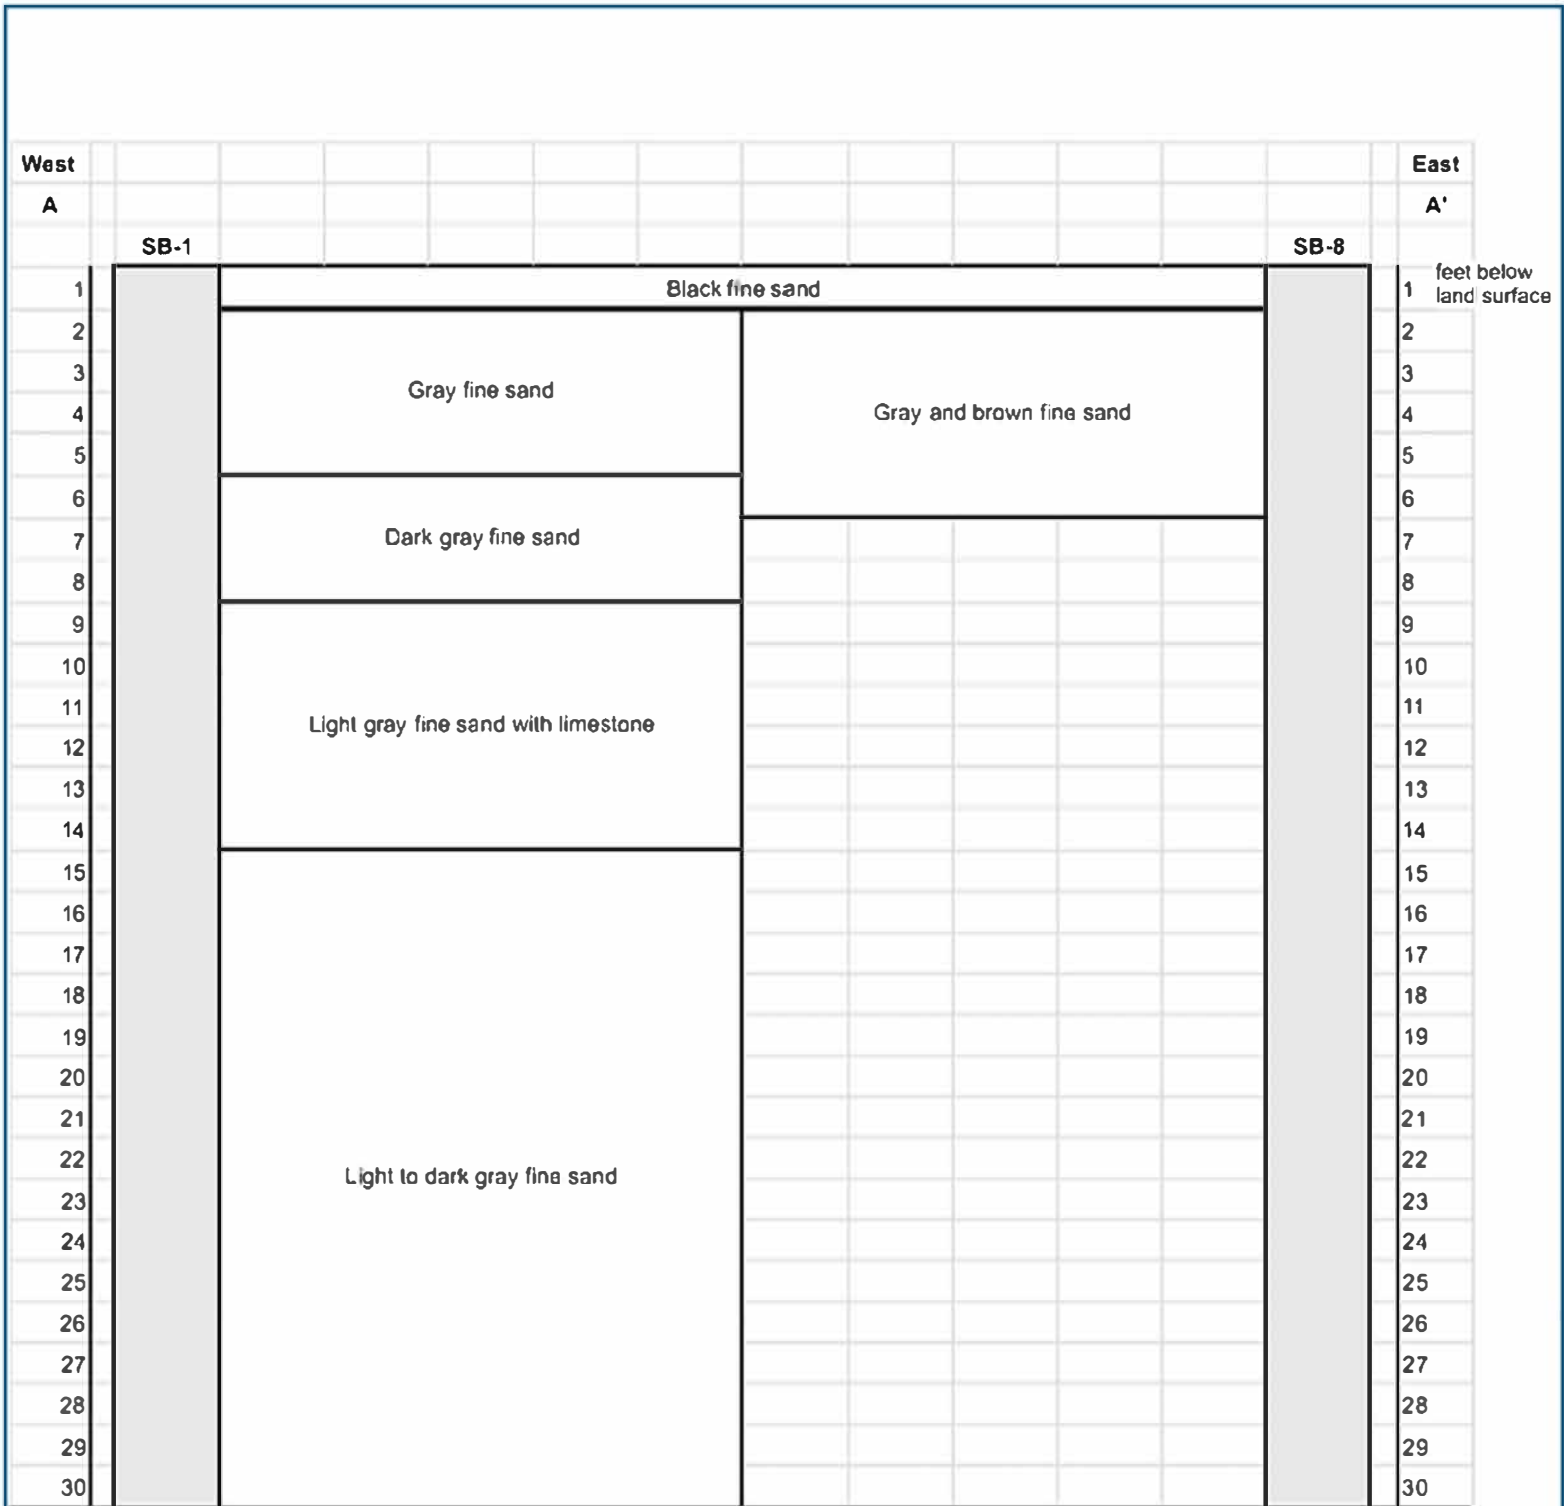 West East
A A'
SB-1 SB-8
feet below
1 Black fine sand 1 land surface
2 2
3 Gray fine sand 3
4 Gray and brown fine sand 4
5 5
6 6
7 Dark gray fine sand 7
8 8
9 9
10 10
11 Light gray fine sand with limestone 11
12 12
13 13
14 14
15 15
16 16
17 17
18 18
19 19
20 20
21 21
22 Light to dark gray fine sand 22
23 23
24 24
25 25
26 26
27 27
28 28
29 29
30 30